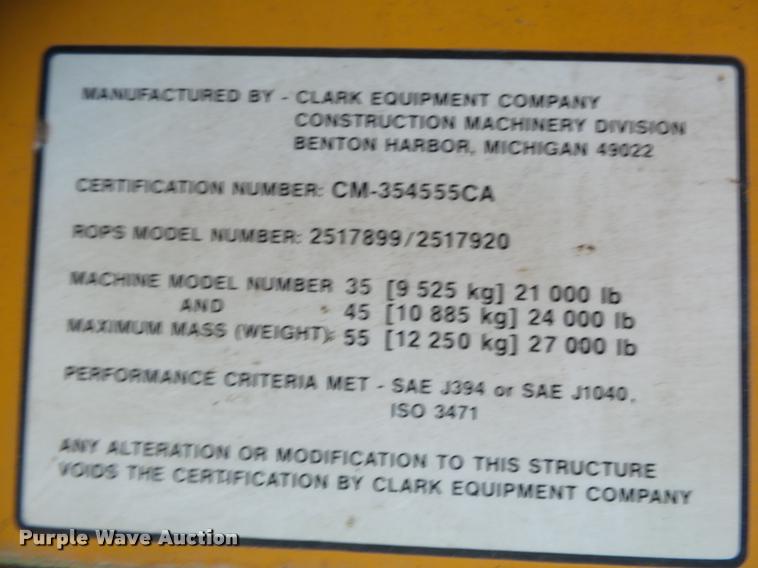 MANUFACTURED BY - CLARK EQUIPMENT COMPANY
CONSTRUCTION MACHINERY DIVISION
BENTON HARBOR, MICHIGAN 49022
CERTIFICATION NUMBER: CM-354555CA
ROPS MODEL NUMBER: 2517899/2517920
MACHINE MODEL NUMBER 35 [9 525 kg] 21 000 lb
AND 45 [10 885 kg] 24 000 lb
MAXIMUM MASS (WEIGHT): 55 [12 250 kg] 27 000 lb
PERFORMANCE CRITERIA MET - SAE J394 or SAE J1040,
ISO 3471
ANY ALTERATION OR MODIFICATION TO THIS STRUCTURE
VOIDS THE CERTIFICATION BY CLARK EQUIPMENT COMPANY
Purple Wave Auction